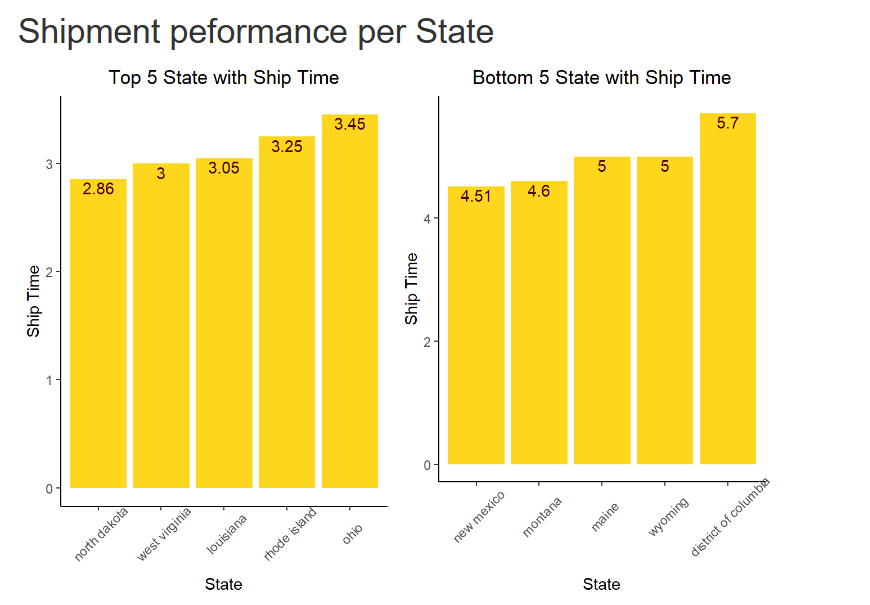 Shipment peformance per State
Top 5 State with Ship Time
Ship Time
3
2
1
0
2.86
3
3.05
3.25
3.45
north dakota
west virginia
louisiana
rhode island
ohio
State
Bottom 5 State with Ship Time
Ship Time
4
2
0
4.51
4.6
5
5
5.7
new mexico
montana
maine
wyoming
district of columbia
State